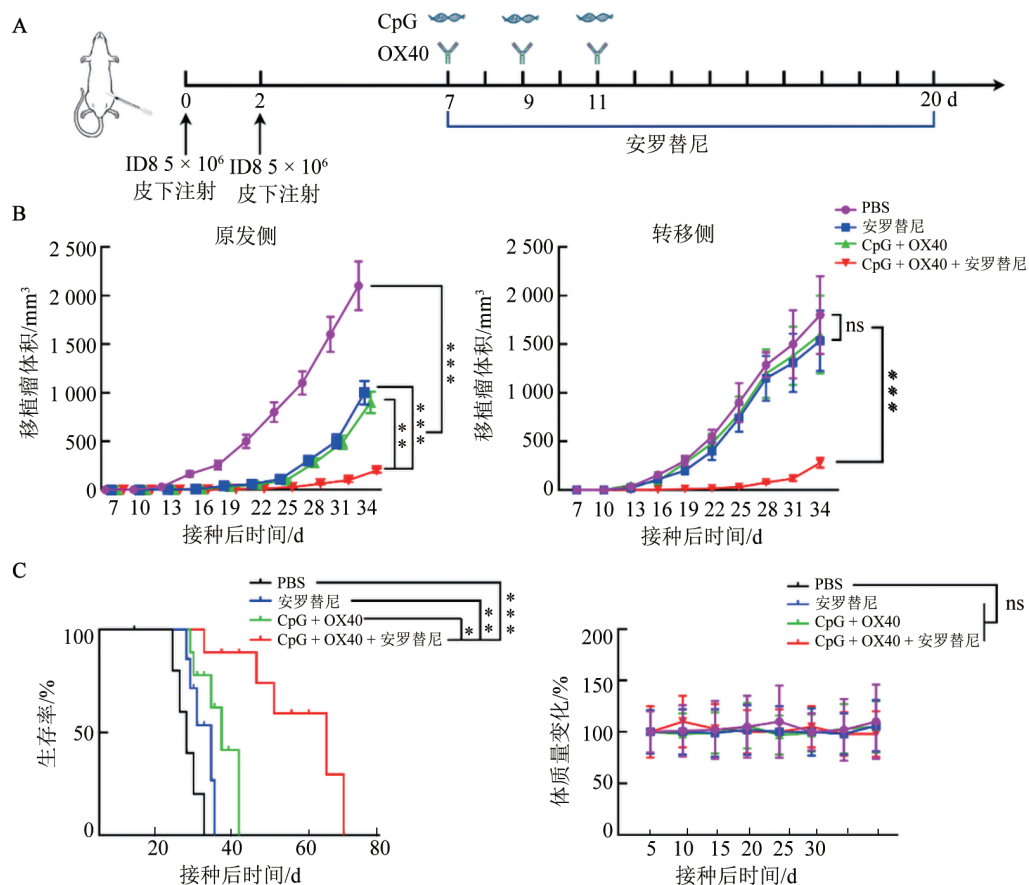 A
CpG
OX40
0
2
7
9
11
20 d
ID8 5 × 10⁶
皮下注射
ID8 5 × 10⁶
皮下注射
安罗替尼
B
原发侧
移植瘤体积/mm³
2 500
2 000
1 500
1 000
500
0
7 10 13 16 19 22 25 28 31 34
接种后时间/d
***
***
**
转移侧
PBS
安罗替尼
CpG + OX40
CpG + OX40 + 安罗替尼
移植瘤体积/mm³
2 500
2 000
1 500
1 000
500
0
7 10 13 16 19 22 25 28 31 34
接种后时间/d
ns
***
C
PBS
安罗替尼
CpG + OX40
CpG + OX40 + 安罗替尼
*
**
***
生存率/%
100
50
0
20 40 60 80
接种后时间/d
PBS
安罗替尼
CpG + OX40
CpG + OX40 + 安罗替尼
ns
体质量变化/%
200
150
100
50
0
5 10 15 20 25 30
接种后时间/d